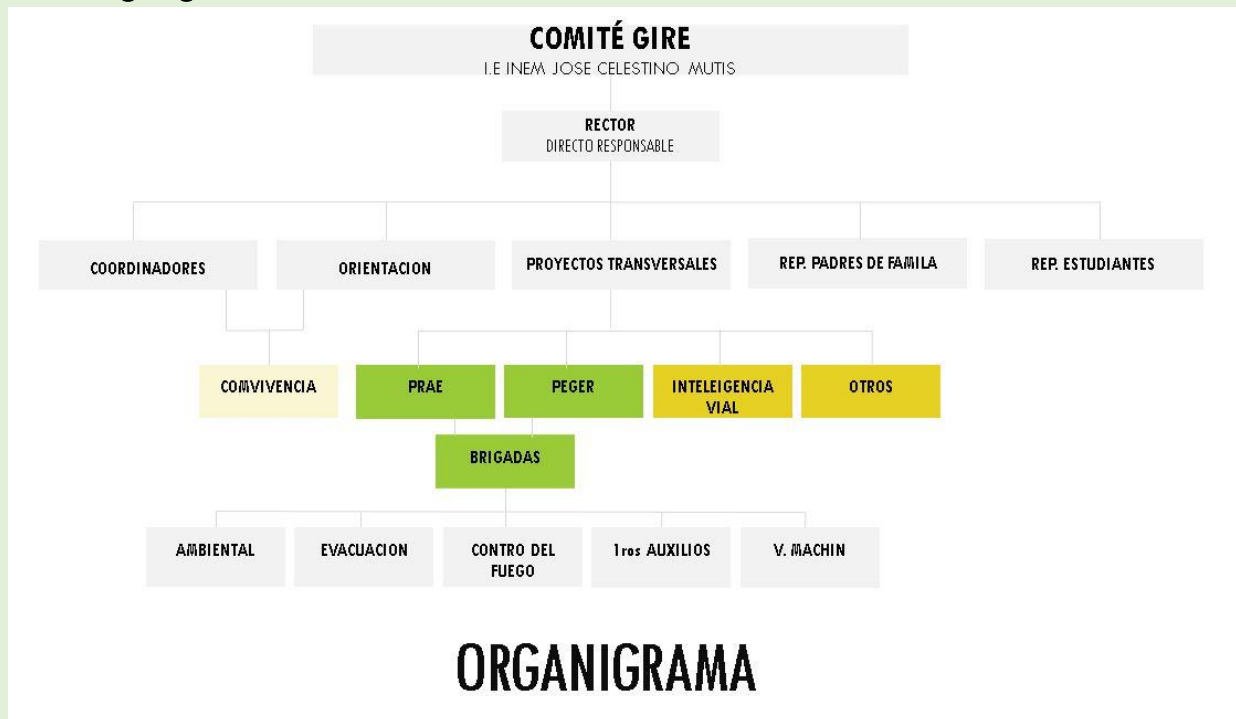 COMITÉ GIRE
I.E INEM JOSE CELESTINO MUTIS
RECTOR
DIRECTO RESPONSABLE
COORDINADORES
ORIENTACION
PROYECTOS TRANSVERSALES
REP. PADRES DE FAMILA
REP. ESTUDIANTES
COMVIVENCIA
PRAE
PEGER
INTELEIGENCIA
VIAL
OTROS
BRIGADAS
AMBIENTAL
EVACUACION
CONTRO DEL
FUEGO
1ros AUXILIOS
V. MACHIN
ORGANIGRAMA